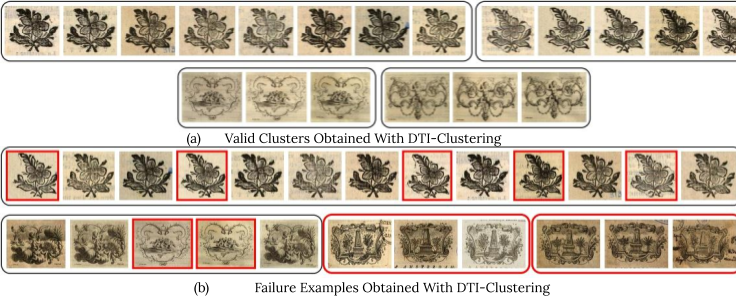 (a) Valid Clusters Obtained With DTI-Clustering
(b) Failure Examples Obtained With DTI-Clustering